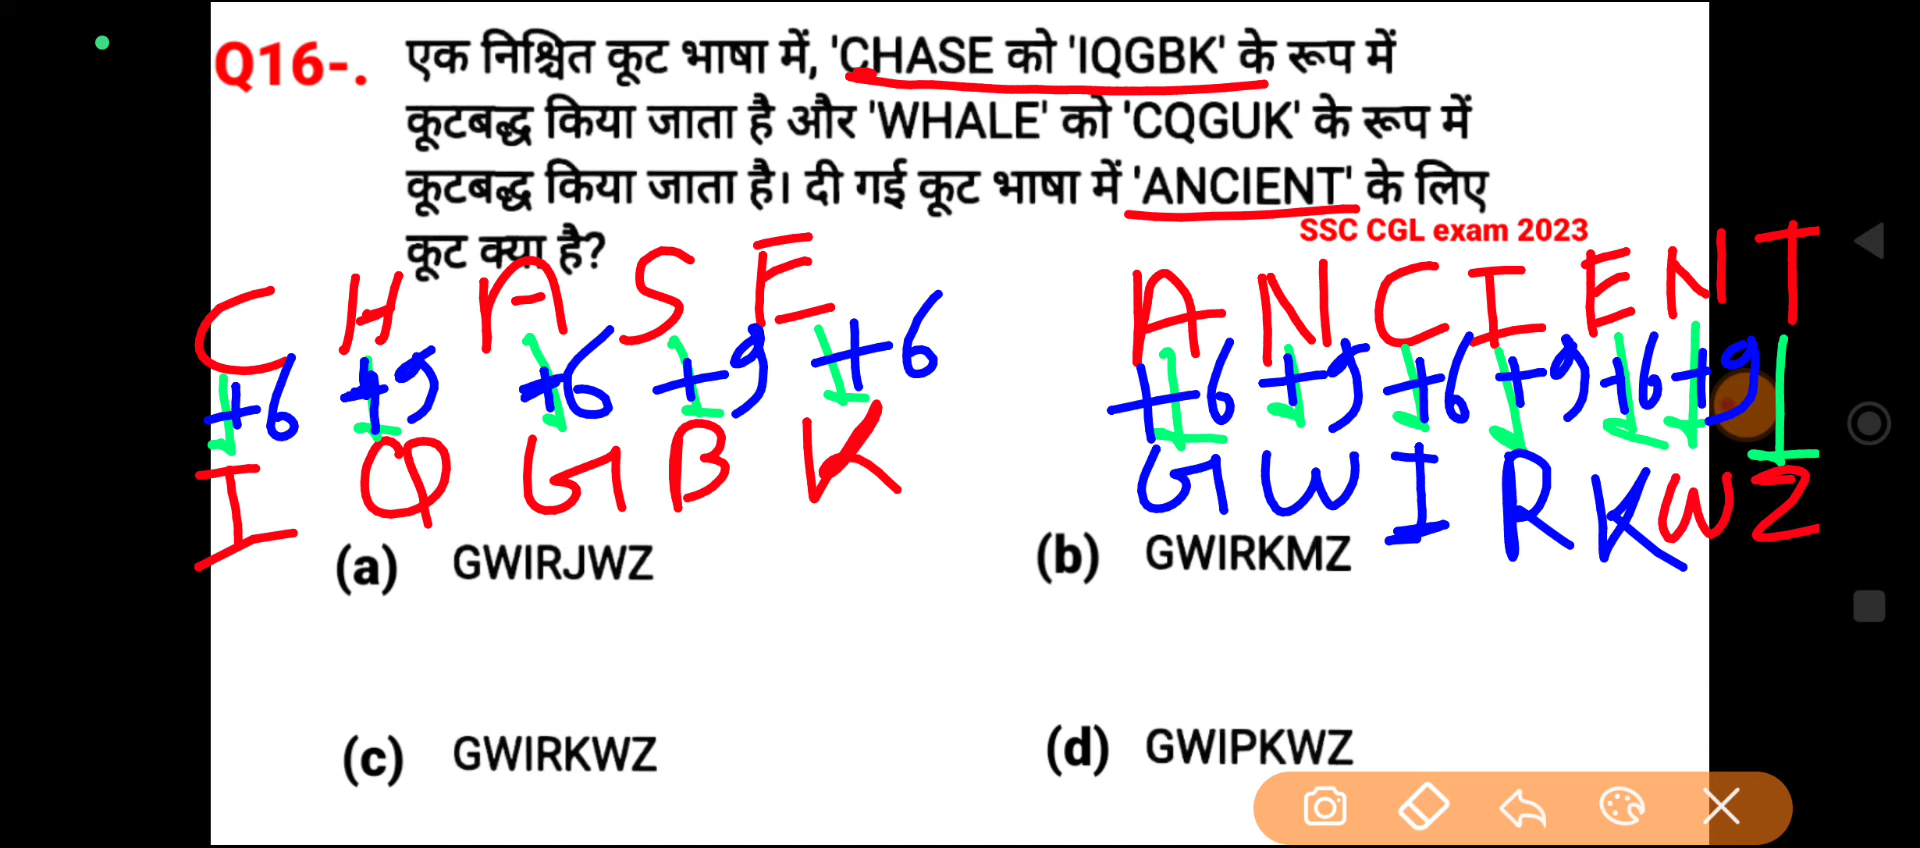 Q16-. एक निश्चित कूट भाषा में, 'CHASE को 'IQGBK' के रूप में
कूटबद्ध किया जाता है और 'WHALE' को 'CQGUK' के रूप में
कूटबद्ध किया जाता है। दी गई कूट भाषा में 'ANCIENT' के लिए
कूट क्या है?
SSC CGL exam 2023
C H A S E
+6 +9 +6 +9 +6
I Q G B K
A N C I E N T
+6 +9 +6 +9 +6 +9
G W I R K W Z
(a) GWIRJWZ
(b) GWIRKMZ
(c) GWIRKWZ
(d) GWIPKWZ